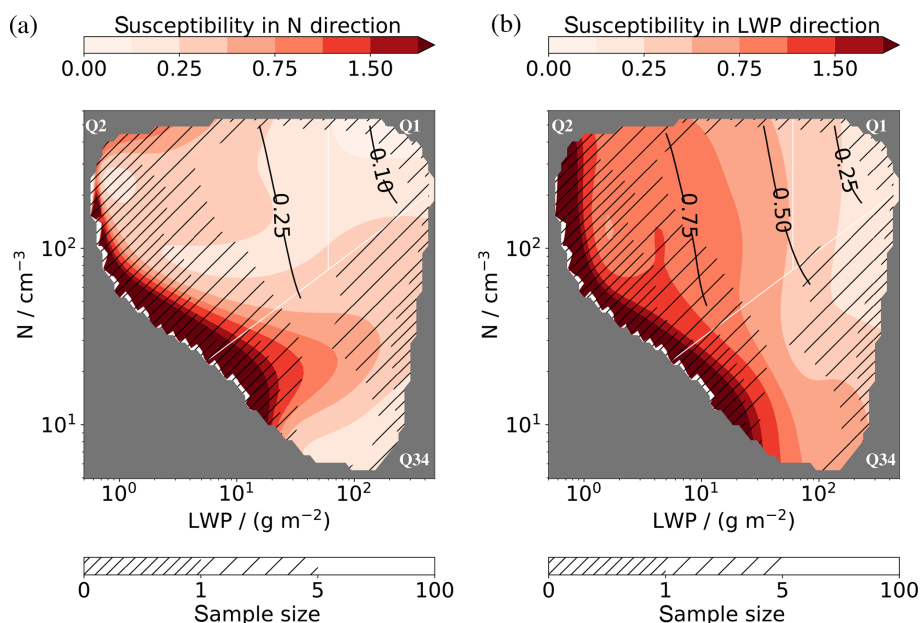 (a)
Susceptibility in N direction
0.00 0.25 0.75 1.50
Q2 Q1
0.10
0.25
10²
10¹
N / cm⁻³
Q34
10⁰ 10¹ 10²
LWP / (g m⁻²)
0 1 5 100
Sample size
(b)
Susceptibility in LWP direction
0.00 0.25 0.75 1.50
Q2 Q1
0.25
0.50
0.75
10²
10¹
N / cm⁻³
Q34
10⁰ 10¹ 10²
LWP / (g m⁻²)
0 1 5 100
Sample size